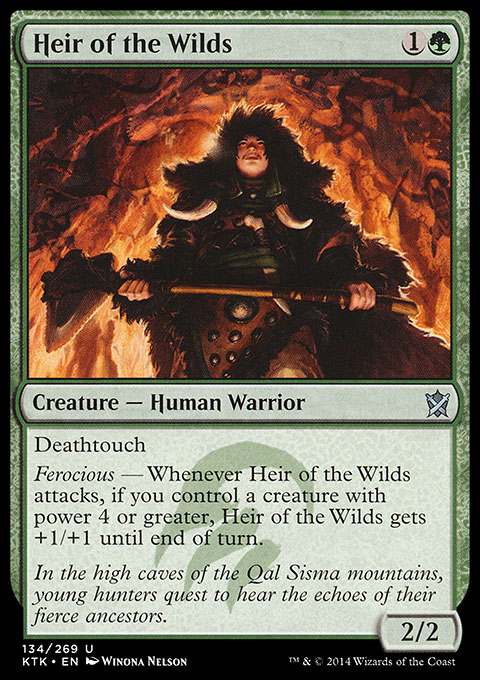 Heir of the Wilds 1
Creature — Human Warrior
Deathtouch
Ferocious — Whenever Heir of the Wilds
attacks, if you control a creature with
power 4 or greater, Heir of the Wilds gets
+1/+1 until end of turn.
In the high caves of the Qal Sisma mountains,
young hunters quest to hear the echoes of their
fierce ancestors.
2/2
134/269 U
KTK • EN Winona Nelson
™ & © 2014 Wizards of the Coast